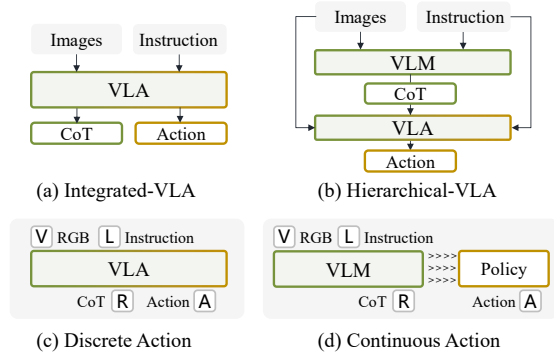 Images Instruction
VLA
CoT Action
(a) Integrated-VLA
Images Instruction
VLM
CoT
VLA
Action
(b) Hierarchical-VLA
V RGB L Instruction
VLA
CoT R Action A
(c) Discrete Action
V RGB L Instruction
VLM >>>> Policy
>>>>
>>>>
CoT R Action A
(d) Continuous Action